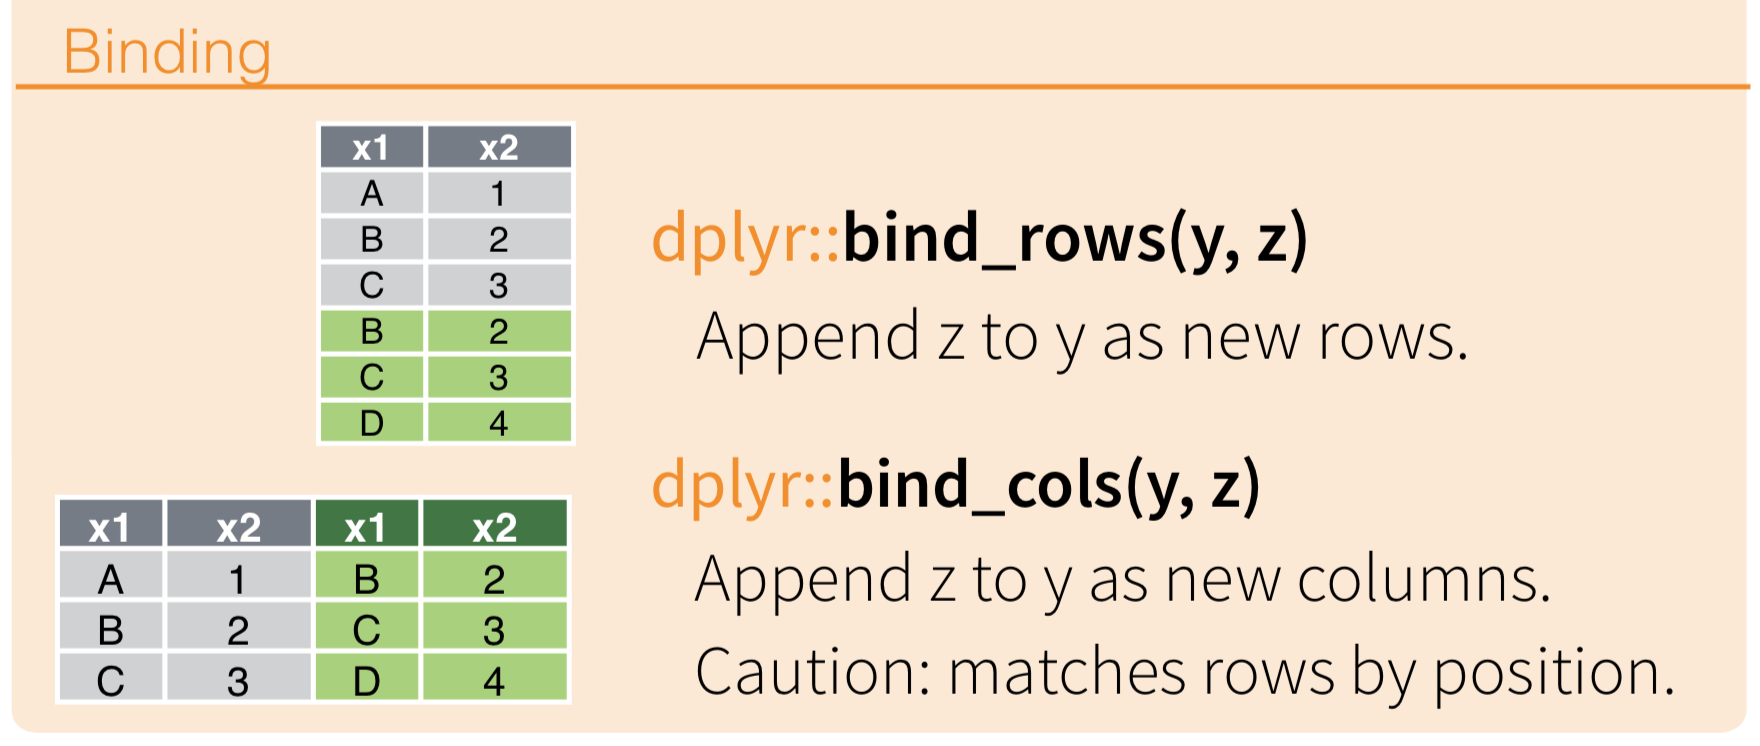 Binding
x1 x2
A 1
B 2
C 3
B 2
C 3
D 4
dplyr::bind_rows(y, z)
Append z to y as new rows.
x1 x2 x1 x2
A 1 B 2
B 2 C 3
C 3 D 4
dplyr::bind_cols(y, z)
Append z to y as new columns.
Caution: matches rows by position.